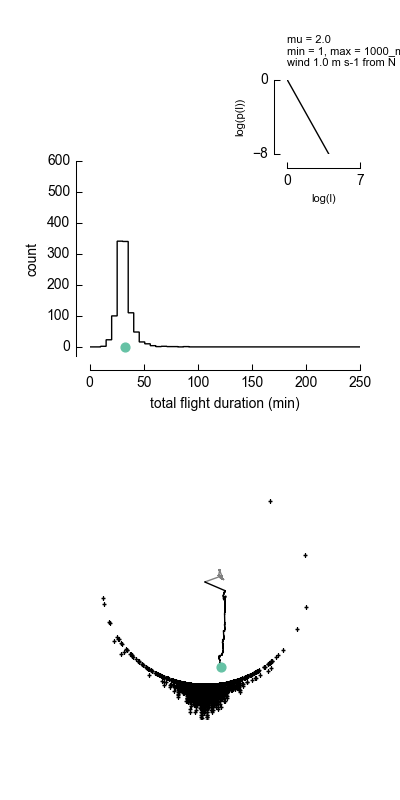 mu = 2.0
min = 1, max = 1000_m
wind 1.0 m s-1 from N
0
−8
log(p(l))
0 7
log(l)
600
500
400
300
200
100
0
count
0 50 100 150 200 250
total flight duration (min)